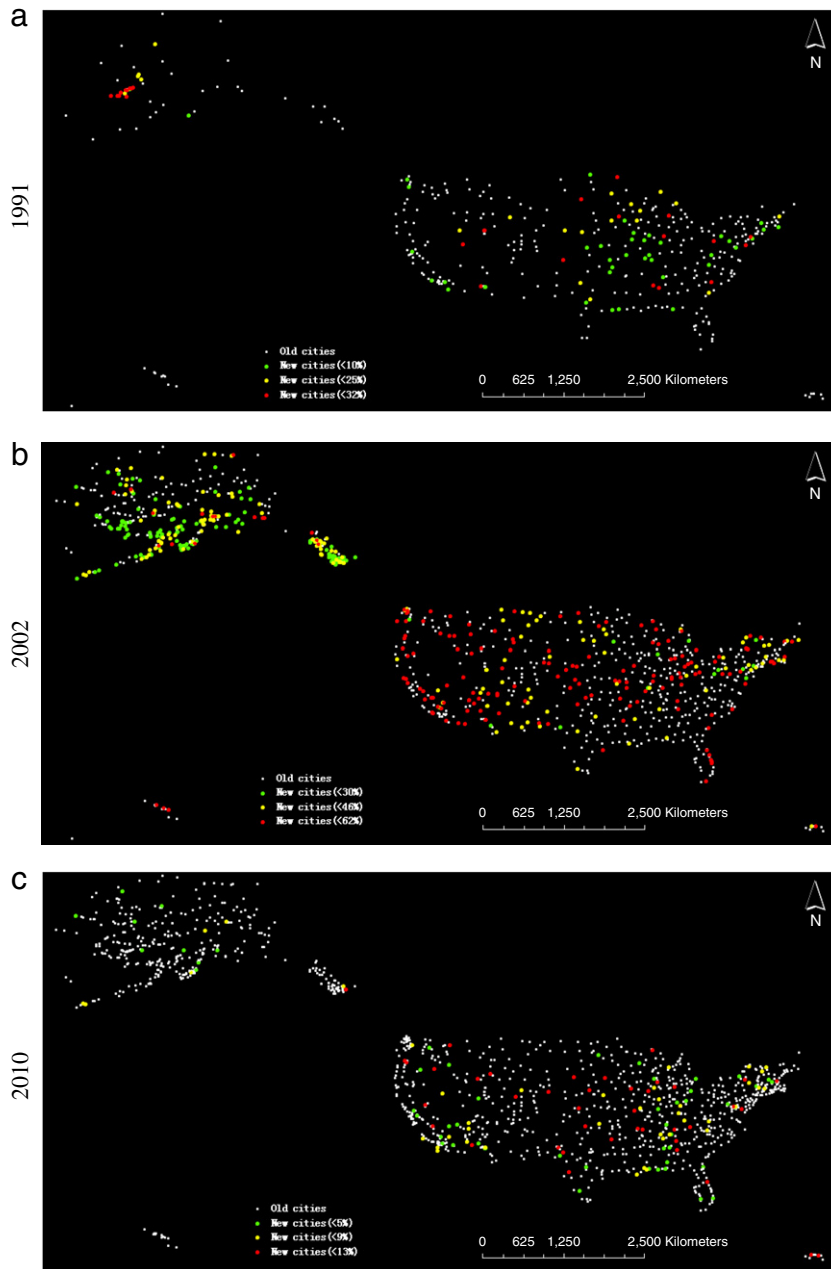 a
N
1991
Old cities
New cities(<10%)
New cities(<25%)
New cities(<32%)
0 625 1,250 2,500 Kilometers
b
N
2002
Old cities
New cities(<30%)
New cities(<46%)
New cities(<62%)
0 625 1,250 2,500 Kilometers
c
N
2010
Old cities
New cities(<5%)
New cities(<9%)
New cities(<13%)
0 625 1,250 2,500 Kilometers